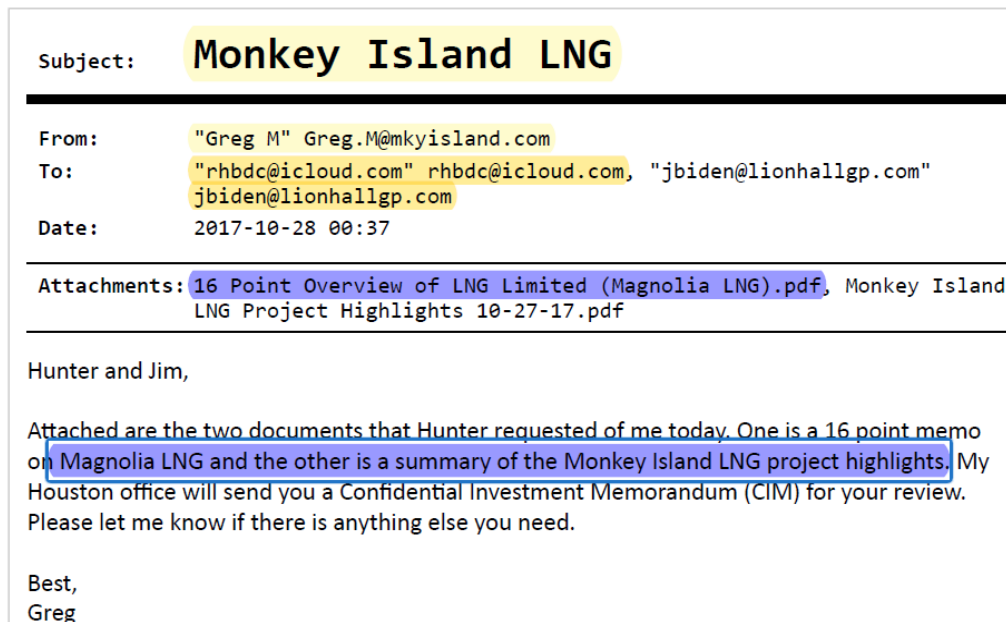 Subject: Monkey Island LNG
From: "Greg M" Greg.M@mkyisland.com
To: "rhbdc@icloud.com" rhbdc@icloud.com, "jbiden@lionhallgp.com"
jbiden@lionhallgp.com
Date: 2017-10-28 00:37
Attachments: 16 Point Overview of LNG Limited (Magnolia LNG).pdf, Monkey Island
LNG Project Highlights 10-27-17.pdf
Hunter and Jim,
Attached are the two documents that Hunter requested of me today. One is a 16 point memo
on Magnolia LNG and the other is a summary of the Monkey Island LNG project highlights. My
Houston office will send you a Confidential Investment Memorandum (CIM) for your review.
Please let me know if there is anything else you need.
Best,
Greg